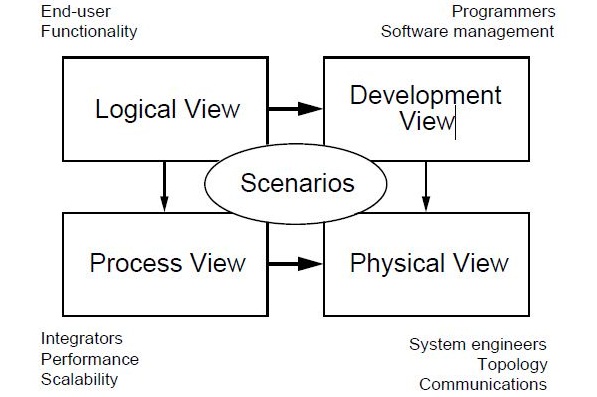 End-user
Functionality
Programmers
Software management
Logical View
Development
View
Scenarios
Process View
Physical View
Integrators
Performance
Scalability
System engineers
Topology
Communications